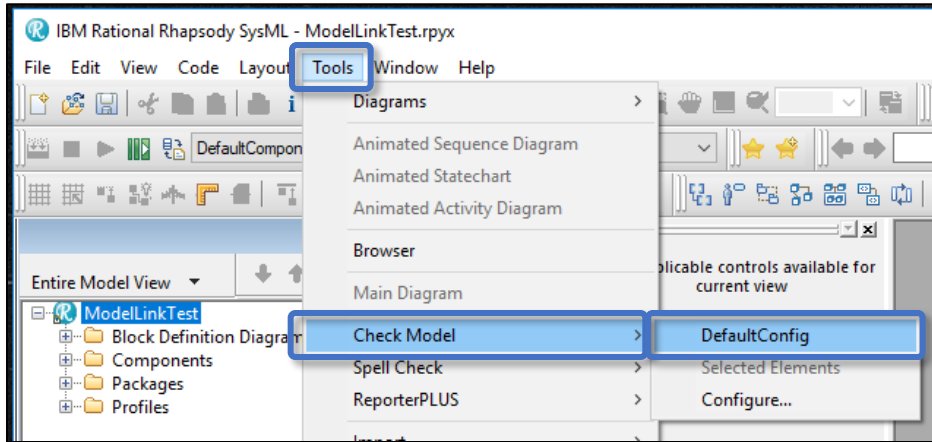 IBM Rational Rhapsody SysML - ModelLinkTest.rpyx
File Edit View Code Layout Tools Window Help
DefaultCompon
Diagrams
Animated Sequence Diagram
Animated Statechart
Animated Activity Diagram
Browser
Main Diagram
Check Model
Spell Check
ReporterPLUS
Import
DefaultConfig
Selected Elements
Configure...
Entire Model View
ModelLinkTest
Block Definition Diagram
Components
Packages
Profiles
plicable controls available for
current view